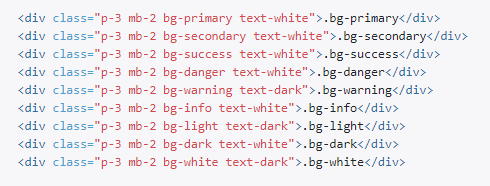 <div class="p-3 mb-2 bg-primary text-white">.bg-primary</div>
<div class="p-3 mb-2 bg-secondary text-white">.bg-secondary</div>
<div class="p-3 mb-2 bg-success text-white">.bg-success</div>
<div class="p-3 mb-2 bg-danger text-white">.bg-danger</div>
<div class="p-3 mb-2 bg-warning text-dark">.bg-warning</div>
<div class="p-3 mb-2 bg-info text-white">.bg-info</div>
<div class="p-3 mb-2 bg-light text-dark">.bg-light</div>
<div class="p-3 mb-2 bg-dark text-white">.bg-dark</div>
<div class="p-3 mb-2 bg-white text-dark">.bg-white</div>